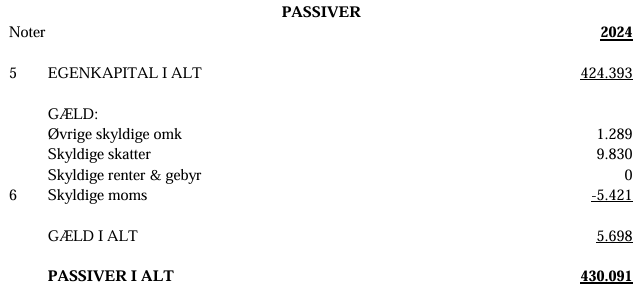 PASSIVER
Noter 2024
5 EGENKAPITAL I ALT 424.393
GÆLD:
Øvrige skyldige omk 1.289
Skyldige skatter 9.830
Skyldige renter & gebyr 0
6 Skyldige moms -5.421
GÆLD I ALT 5.698
PASSIVER I ALT 430.091